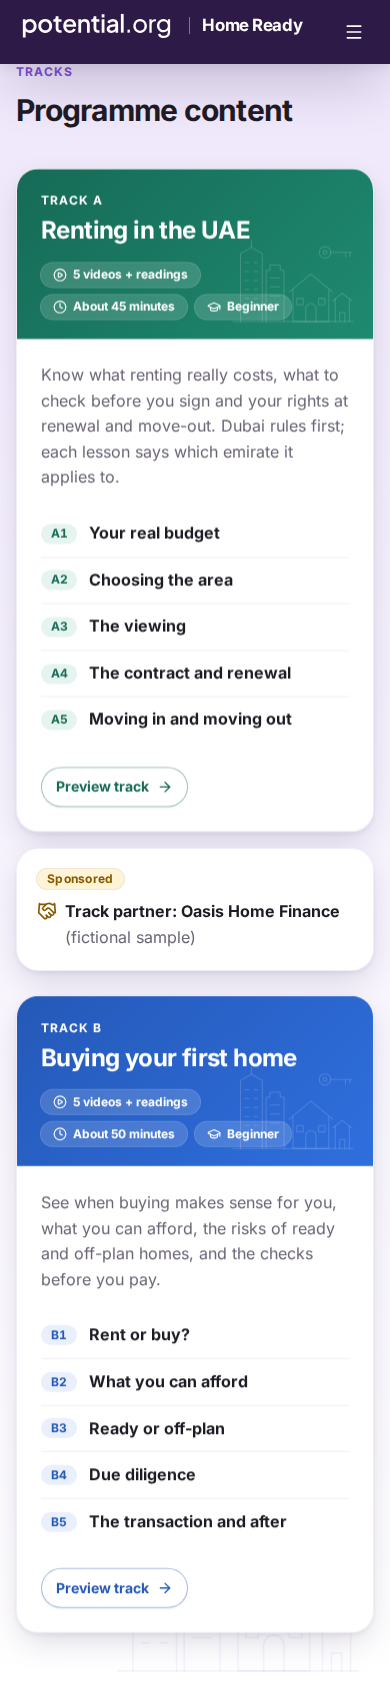 potential.org
Home Ready
TRACKS
Programme content
TRACK A
Renting in the UAE
5 videos + readings
About 45 minutes
Beginner
Know what renting really costs, what to
check before you sign and your rights at
renewal and move-out. Dubai rules first;
each lesson says which emirate it
applies to.
A1 Your real budget
A2 Choosing the area
A3 The viewing
A4 The contract and renewal
A5 Moving in and moving out
Preview track →
Sponsored
Track partner: Oasis Home Finance
(fictional sample)
TRACK B
Buying your first home
5 videos + readings
About 50 minutes
Beginner
See when buying makes sense for you,
what you can afford, the risks of ready
and off-plan homes, and the checks
before you pay.
B1 Rent or buy?
B2 What you can afford
B3 Ready or off-plan
B4 Due diligence
B5 The transaction and after
Preview track →